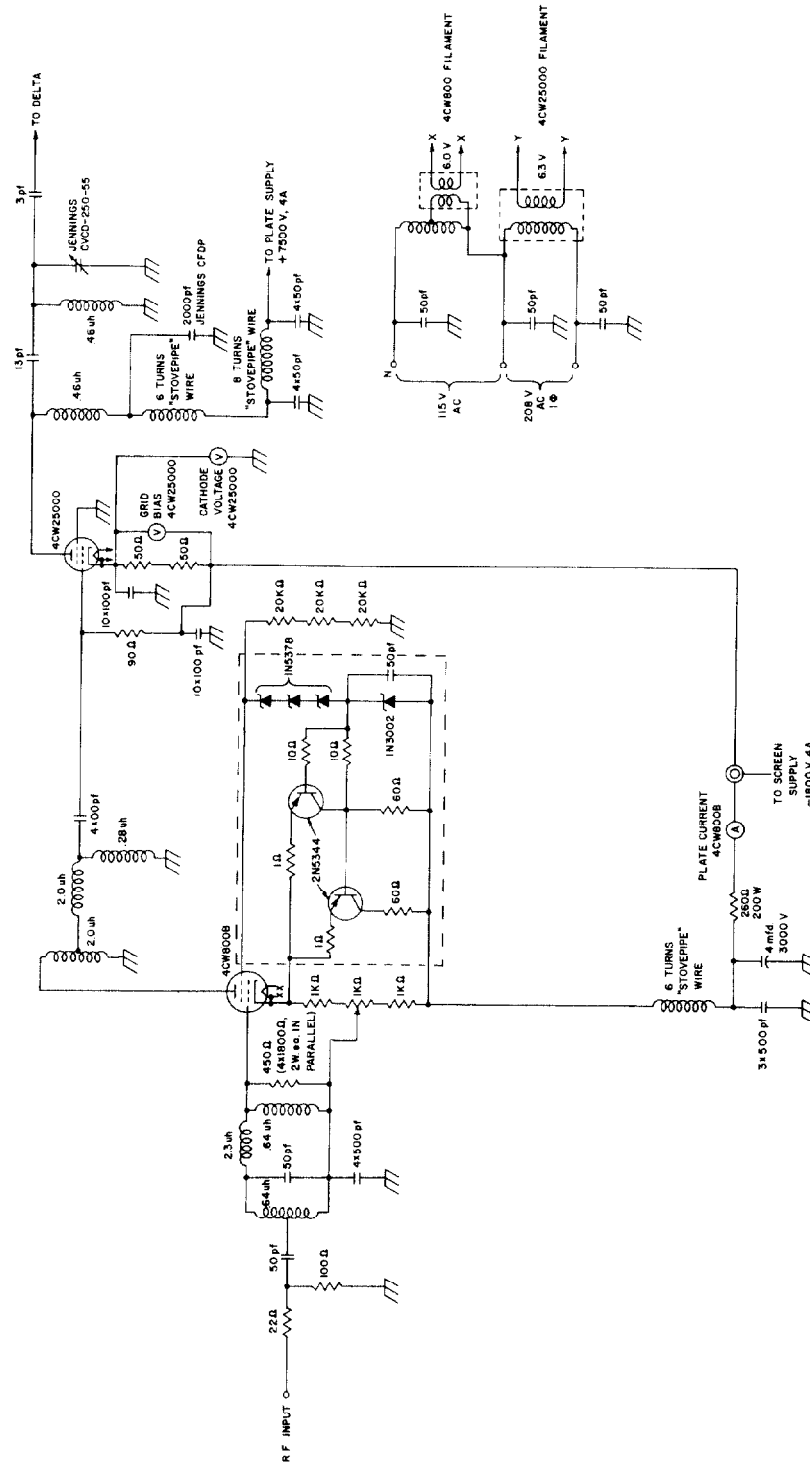 RF INPUT
22Ω
100Ω
50pf
.64uh
50pf
2.3uh
.64uh
4x500pf
450Ω
(4x1800Ω,
2W. ea. IN
PARALLEL)
4CW800B
XX
1KΩ
1KΩ
1KΩ
2.0uh
2.0uh
.28uh
4x00pf
1Ω
1Ω
2N5344
60Ω
60Ω
10Ω
10Ω
1N5378
1N3002
50pf
20KΩ
20KΩ
20KΩ
6 TURNS
"STOVEPIPE"
WIRE
3x500pf
4mfd.
3000 V
260Ω
200 W
PLATE CURRENT
4CW800B
A
TO SCREEN
SUPPLY
-1800 V, 4A
90Ω
10x100pf
10x100pf
4CW25000
50Ω
50Ω
V
GRID
BIAS
4CW25000
V
CATHODE
VOLTAGE
4CW25000
.46uh
13pf
.46uh
JENNINGS
CVCD-250-55
3pf
TO DELTA
6 TURNS
"STOVEPIPE"
WIRE
2000pf
JENNINGS CFDP
8 TURNS
"STOVEPIPE" WIRE
4x50pf
4x50pf
TO PLATE SUPPLY
+7500 V, 4A
N
115 V
AC
208 V
AC
1Φ
50pf
50pf
50pf
6.0 V
X
X
4CW800 FILAMENT
6.3 V
Y
Y
4CW25000 FILAMENT